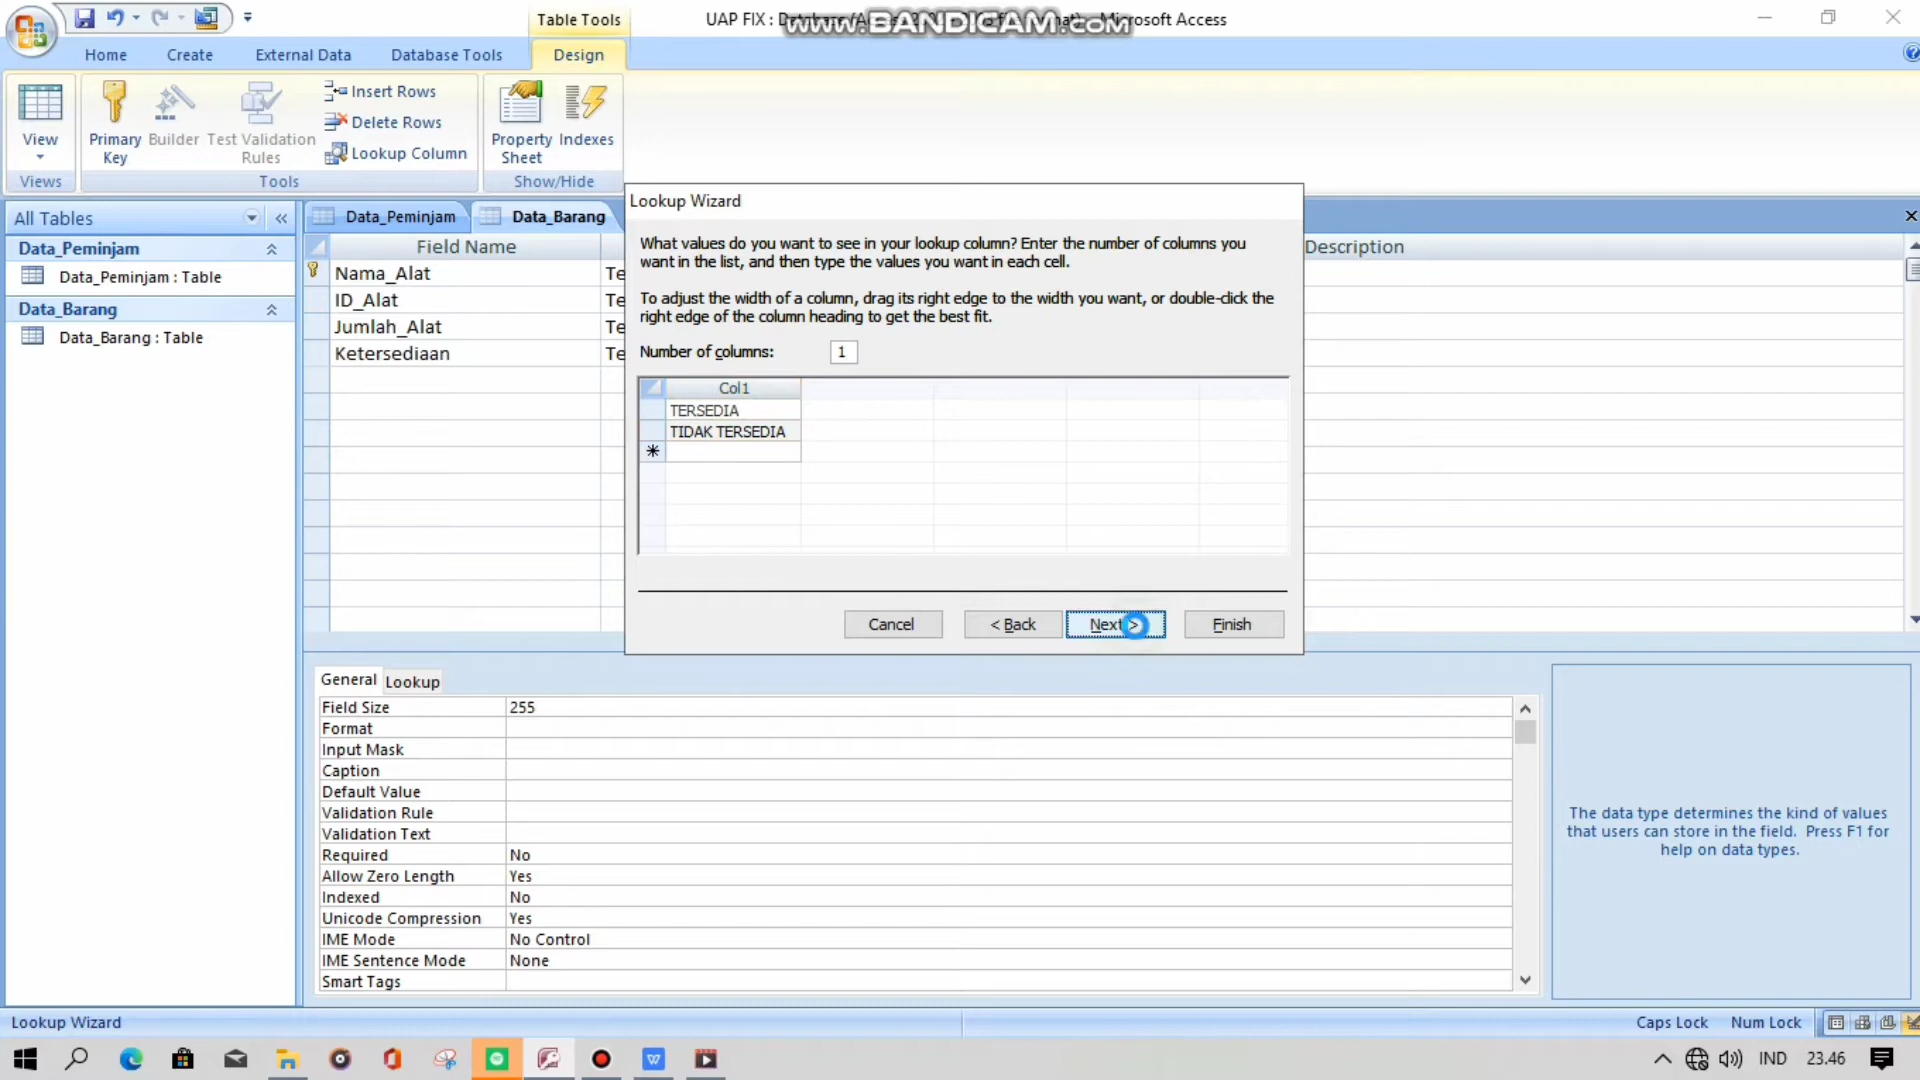 Table Tools
UAP FIX : Database (Access
Microsoft Access
www.BANDICAM.com
Home
Create
External Data
Database Tools
Design
View
Primary
Key
Builder
Test Validation
Rules
Insert Rows
Delete Rows
Lookup Column
Property
Sheet
Indexes
Views
Tools
Show/Hide
All Tables
Data_Peminjam
Data_Peminjam : Table
Data_Barang
Data_Barang : Table
Data_Peminjam
Data_Barang
Field Name
Description
Nama_Alat
Te
ID_Alat
Te
Jumlah_Alat
Te
Ketersediaan
Te
Lookup Wizard
What values do you want to see in your lookup column? Enter the number of columns you
want in the list, and then type the values you want in each cell.
To adjust the width of a column, drag its right edge to the width you want, or double-click the
right edge of the column heading to get the best fit.
Number of columns: 1
Col1
TERSEDIA
TIDAK TERSEDIA
Cancel
< Back
Next >
Finish
General
Lookup
Field Size 255
Format
Input Mask
Caption
Default Value
Validation Rule
Validation Text
Required No
Allow Zero Length Yes
Indexed No
Unicode Compression Yes
IME Mode No Control
IME Sentence Mode None
Smart Tags
The data type determines the kind of values
that users can store in the field. Press F1 for
help on data types.
Lookup Wizard
Caps Lock
Num Lock
IND
23.46